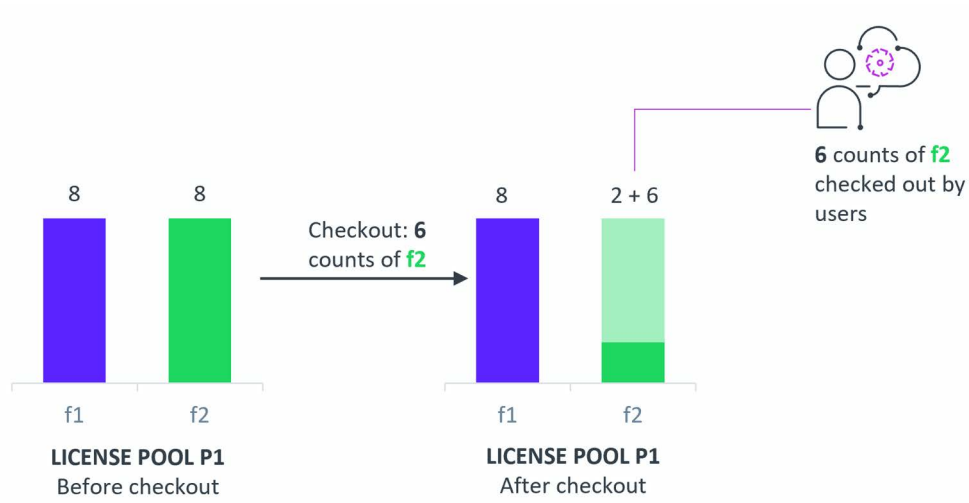 8
8
Checkout: 6
counts of f2
8
2 + 6
6 counts of f2
checked out by
users
f1
f2
f1
f2
LICENSE POOL P1
Before checkout
LICENSE POOL P1
After checkout